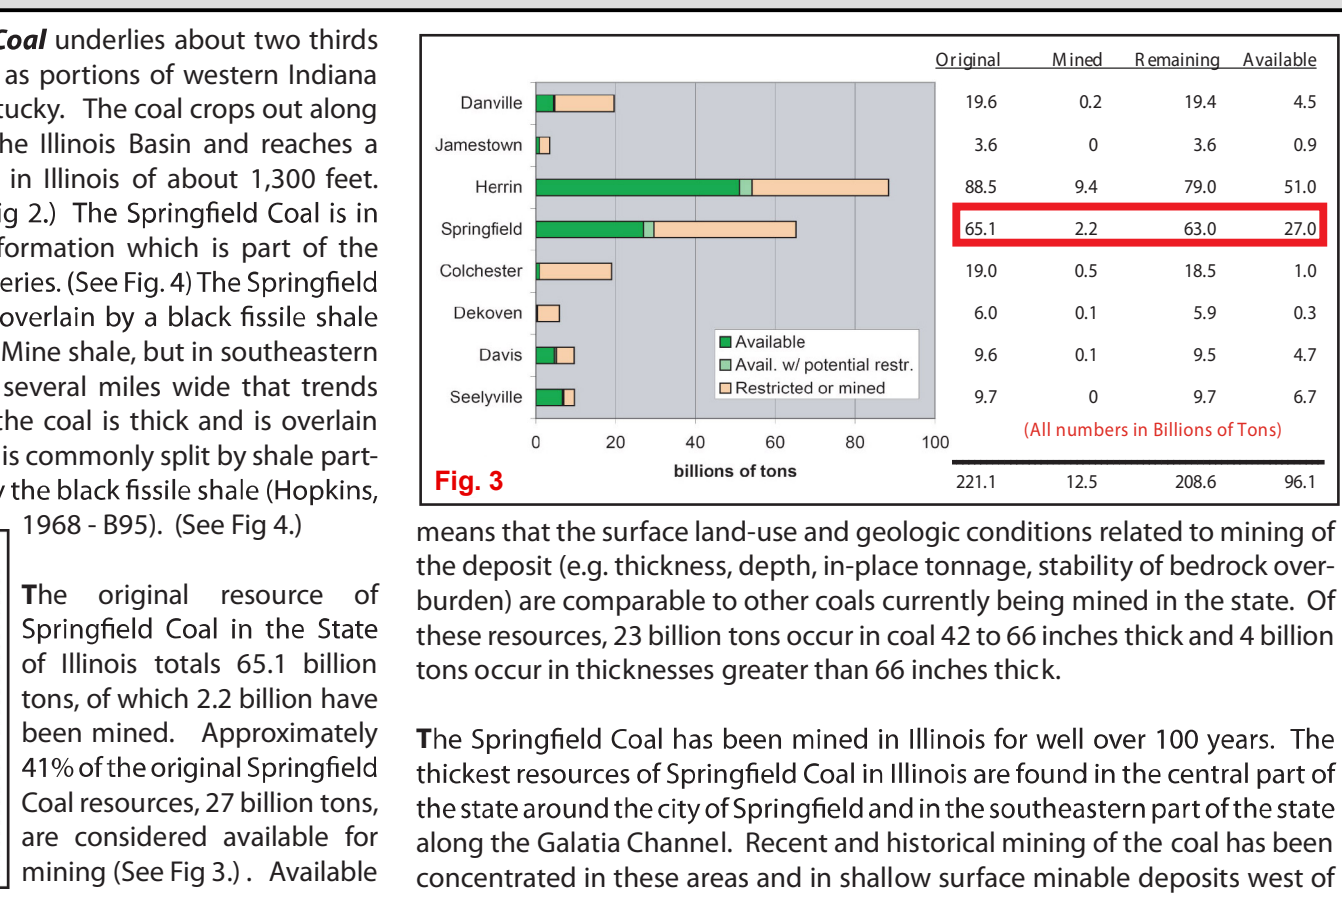 Coal underlies about two thirds
as portions of western Indiana
tucky. The coal crops out along
he Illinois Basin and reaches a
in Illinois of about 1,300 feet.
ig 2.) The Springfield Coal is in
formation which is part of the
eries. (See Fig. 4) The Springfield
overlain by a black fissile shale
Mine shale, but in southeastern
several miles wide that trends
the coal is thick and is overlain
is commonly split by shale part-
y the black fissile shale (Hopkins,
1968 - B95). (See Fig 4.)
The original resource of
Springfield Coal in the State
of Illinois totals 65.1 billion
tons, of which 2.2 billion have
been mined. Approximately
41% of the original Springfield
Coal resources, 27 billion tons,
are considered available for
mining (See Fig 3.) . Available
Original Mined Remaining Available
Danville 19.6 0.2 19.4 4.5
Jamestown 3.6 0 3.6 0.9
Herrin 88.5 9.4 79.0 51.0
Springfield 65.1 2.2 63.0 27.0
Colchester 19.0 0.5 18.5 1.0
Dekoven 6.0 0.1 5.9 0.3
Davis 9.6 0.1 9.5 4.7
Seelyville 9.7 0 9.7 6.7
Available
Avail. w/ potential restr.
Restricted or mined
(All numbers in Billions of Tons)
0 20 40 60 80 100
billions of tons
Fig. 3
221.1 12.5 208.6 96.1
means that the surface land-use and geologic conditions related to mining of
the deposit (e.g. thickness, depth, in-place tonnage, stability of bedrock over-
burden) are comparable to other coals currently being mined in the state. Of
these resources, 23 billion tons occur in coal 42 to 66 inches thick and 4 billion
tons occur in thicknesses greater than 66 inches thick.
The Springfield Coal has been mined in Illinois for well over 100 years. The
thickest resources of Springfield Coal in Illinois are found in the central part of
the state around the city of Springfield and in the southeastern part of the state
along the Galatia Channel. Recent and historical mining of the coal has been
concentrated in these areas and in shallow surface minable deposits west of